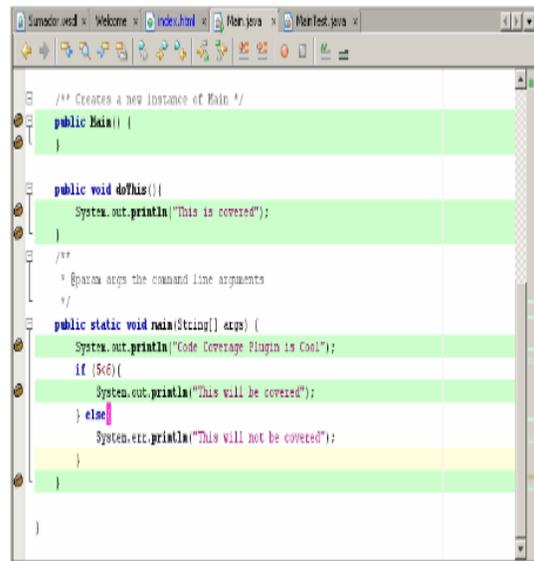 Sumador.wsdl x Welcome x index.html x Main.java x MainTest.java x
/** Creates a new instance of Main */
public Main() {
}
public void doThis(){
System.out.println("This is covered");
}
/**
* @param args the command line arguments
*/
public static void main(String[] args) {
System.out.println("Code Coverage Plugin is Cool");
if (5<6){
System.out.println("This will be covered");
} else{
System.err.println("This will not be covered");
}
}
}